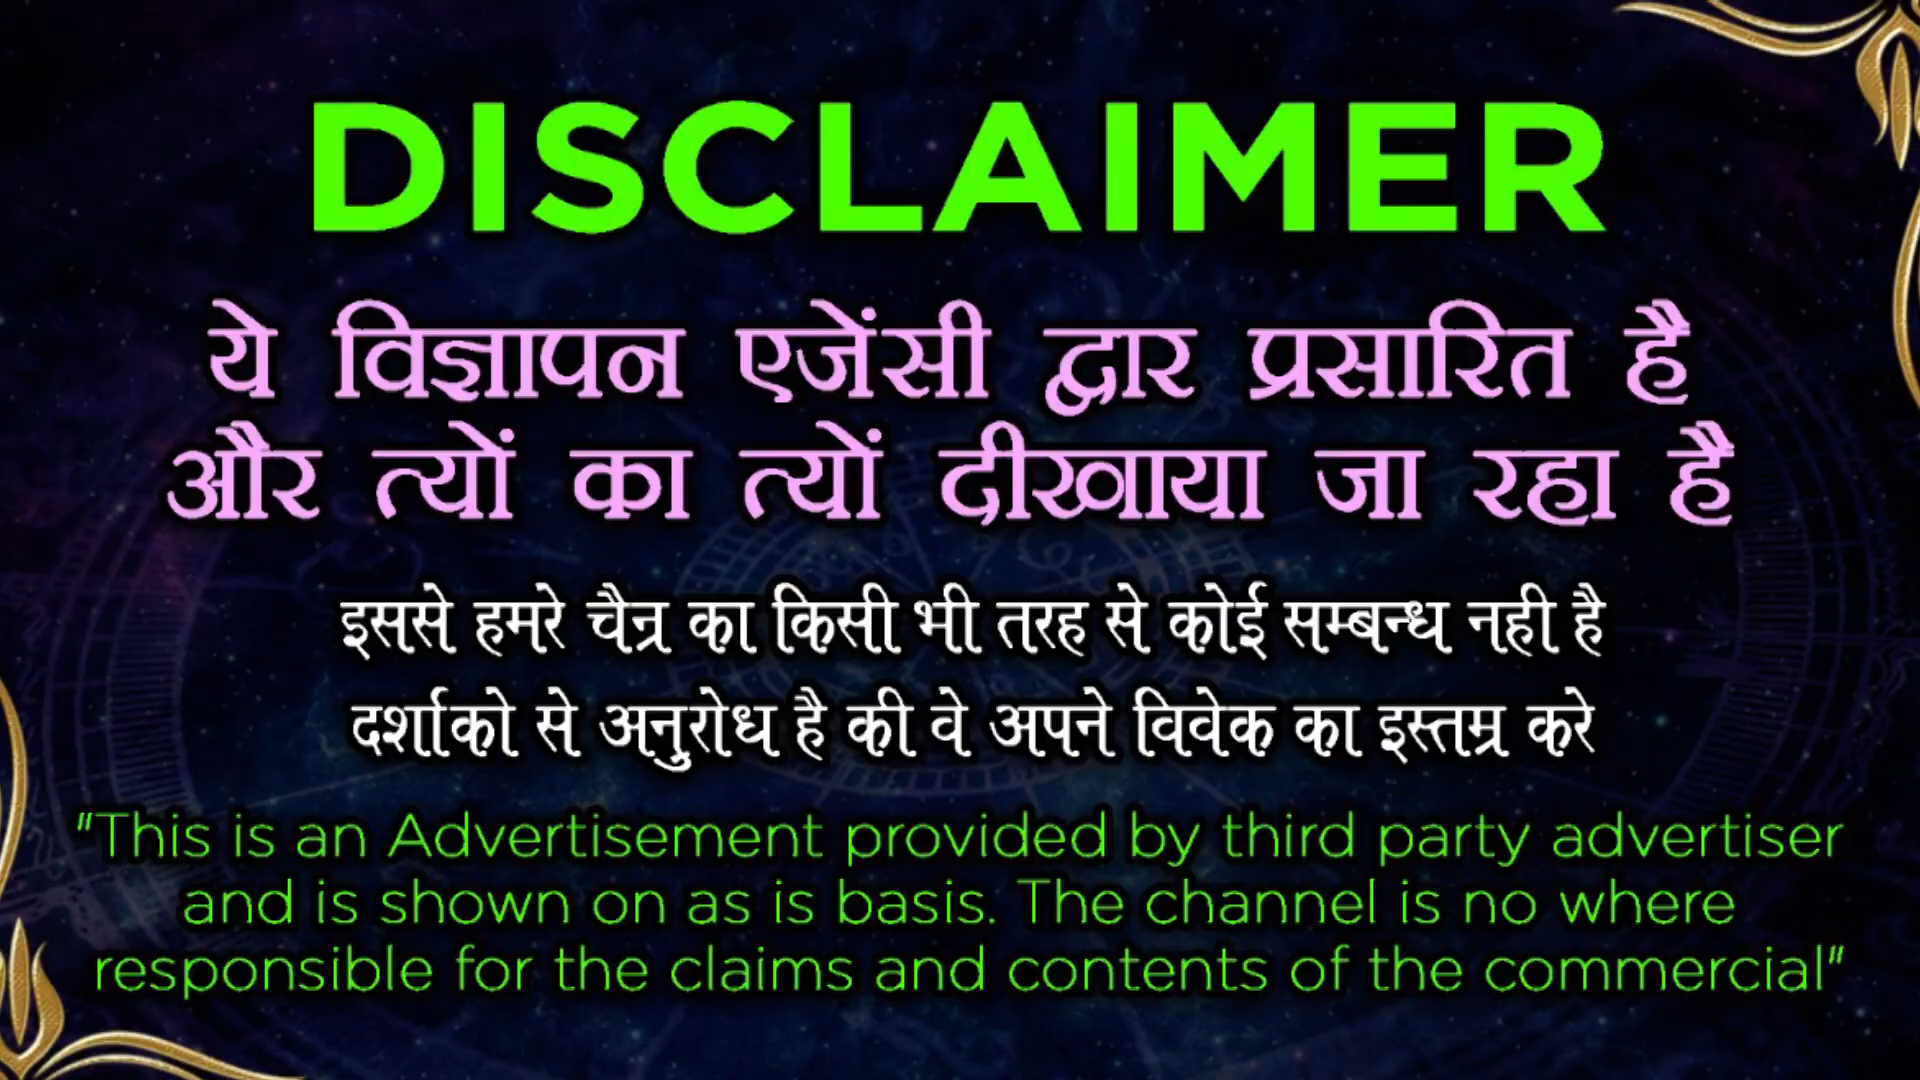 DISCLAIMER
ये विज्ञापन एजेंसी द्वार प्रसारित है
और त्यों का त्यों दीखाया जा रहा है
इससे हमरे चैन्र का किसी भी तरह से कोई सम्बन्ध नही है
दर्शाको से अनुरोध है की वे अपने विवेक का इस्तम्र करे
"This is an Advertisement provided by third party advertiser
and is shown on as is basis. The channel is no where
responsible for the claims and contents of the commercial"